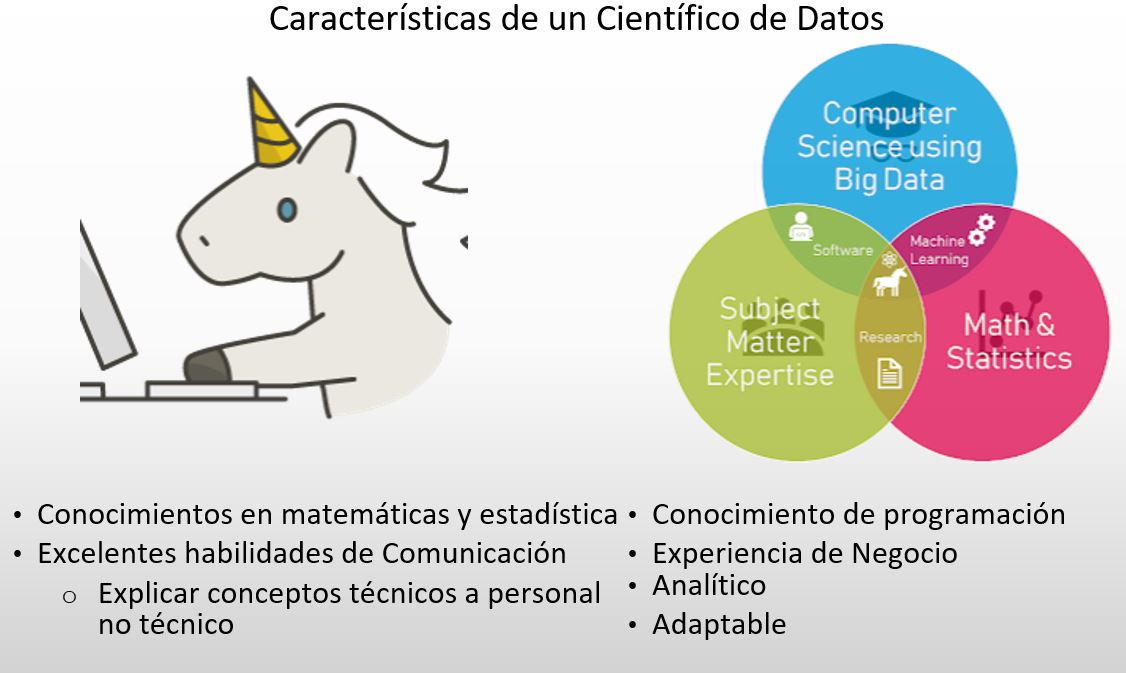 Características de un Científico de Datos
Computer
Science using
Big Data
Software
Machine
Learning
Subject
Matter
Expertise
Research
Math &
Statistics
• Conocimientos en matemáticas y estadística
• Excelentes habilidades de Comunicación
o Explicar conceptos técnicos a personal
no técnico
• Conocimiento de programación
• Experiencia de Negocio
• Analítico
• Adaptable